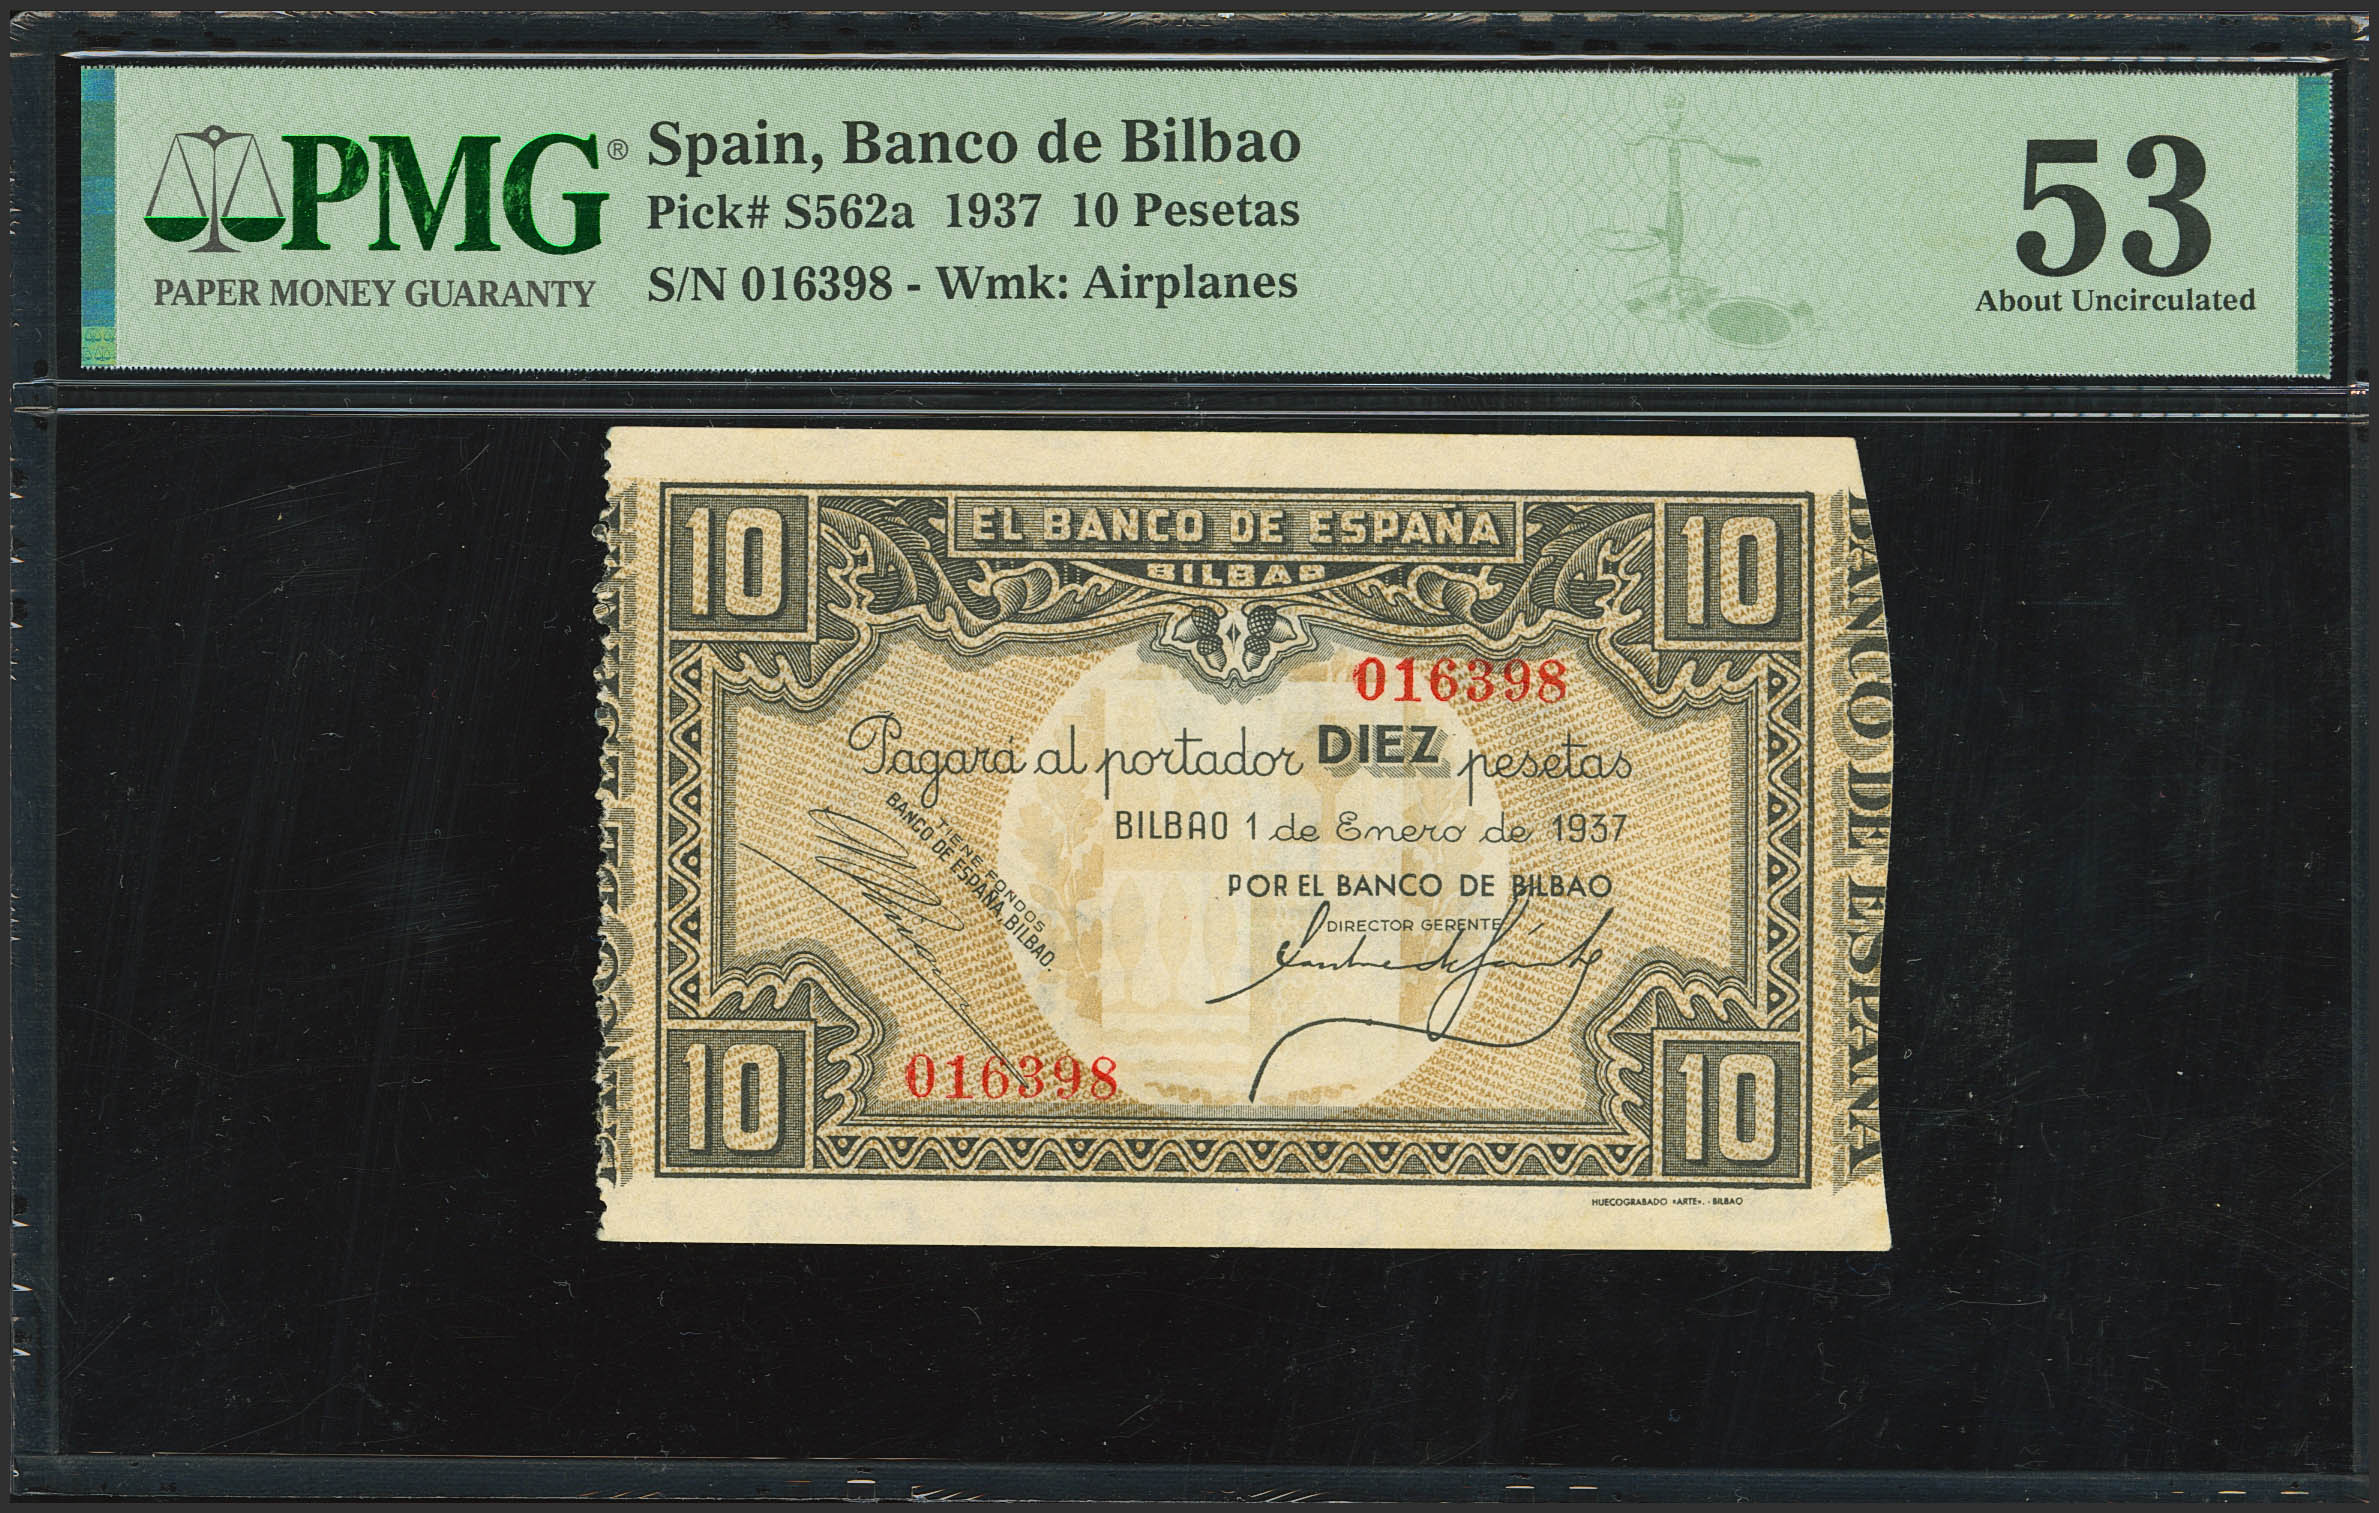 PMG®
PAPER MONEY GUARANTY
Spain, Banco de Bilbao
Pick# S562a 1937 10 Pesetas
S/N 016398 - Wmk: Airplanes
53
About Uncirculated
10
EL BANCO DE ESPAÑA
10
BILBAO
016398
Pagará al portador DIEZ pesetas
BILBAO 1 de Enero de 1937
TIENE FONDOS
BANCO DE ESPAÑA, BILBAO.
POR EL BANCO DE BILBAO
DIRECTOR GERENTE
016398
10
10
BANCO DE ESPAÑA
HUECOGRABADO «ARTE». - BILBAO